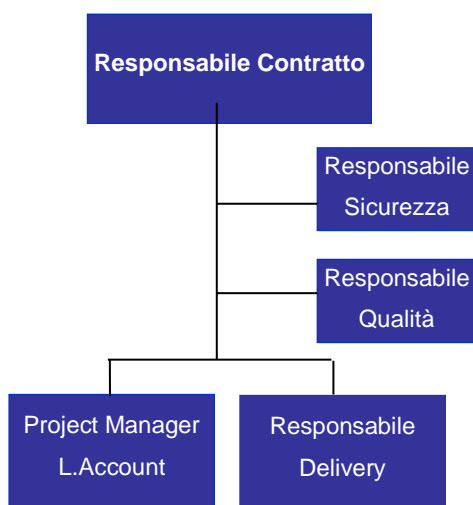 Responsabile Contratto
Responsabile
Sicurezza
Responsabile
Qualità
Project Manager
L.Account
Responsabile
Delivery